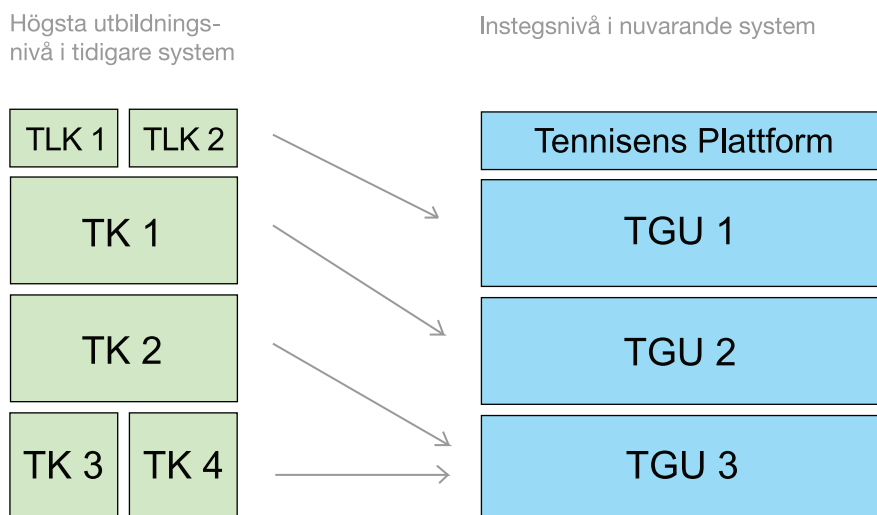 Högsta utbildnings-
nivå i tidigare system
Instegsnivå i nuvarande system
TLK 1
TLK 2
Tennisens Plattform
TK 1
TGU 1
TK 2
TGU 2
TK 3
TK 4
TGU 3